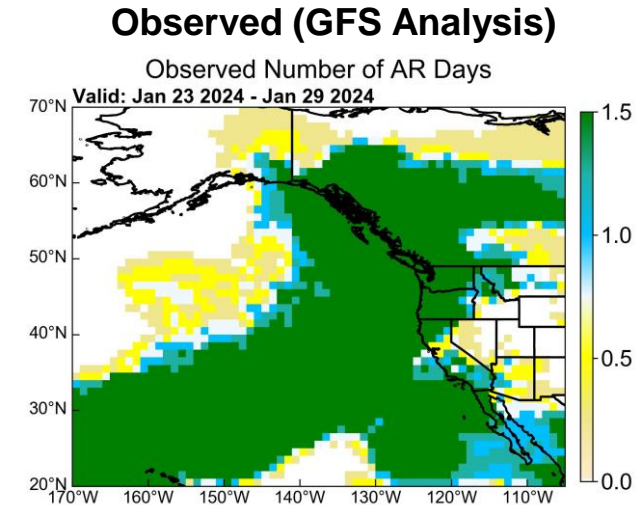 Observed (GFS Analysis)
Observed Number of AR Days
Valid: Jan 23 2024 - Jan 29 2024
70°N
60°N
50°N
40°N
30°N
20°N
170°W 160°W 150°W 140°W 130°W 120°W 110°W
1.5
1.0
0.5
0.0